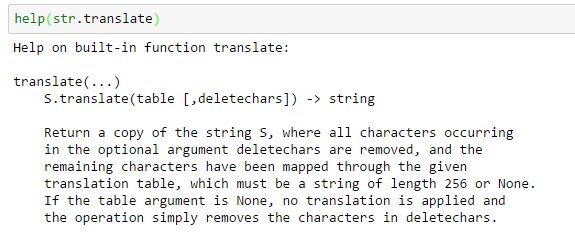 help(str.translate)
Help on built-in function translate:
translate(...)
S.translate(table [,deletechars]) -> string
Return a copy of the string S, where all characters occurring
in the optional argument deletechars are removed, and the
remaining characters have been mapped through the given
translation table, which must be a string of length 256 or None.
If the table argument is None, no translation is applied and
the operation simply removes the characters in deletechars.